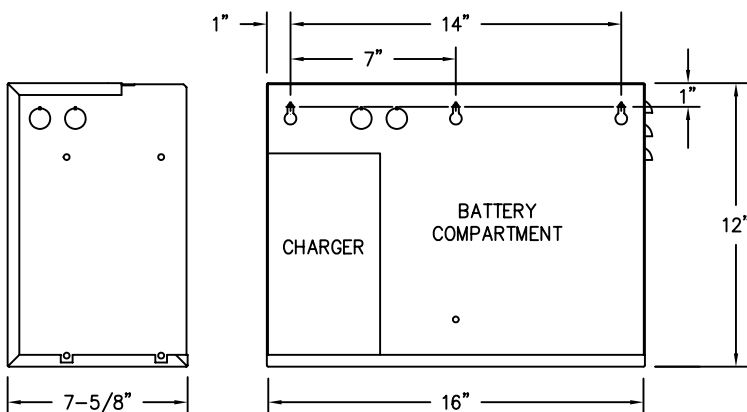 1”
14”
7”
1”
12”
CHARGER
BATTERY
COMPARTMENT
7-5/8”
16”